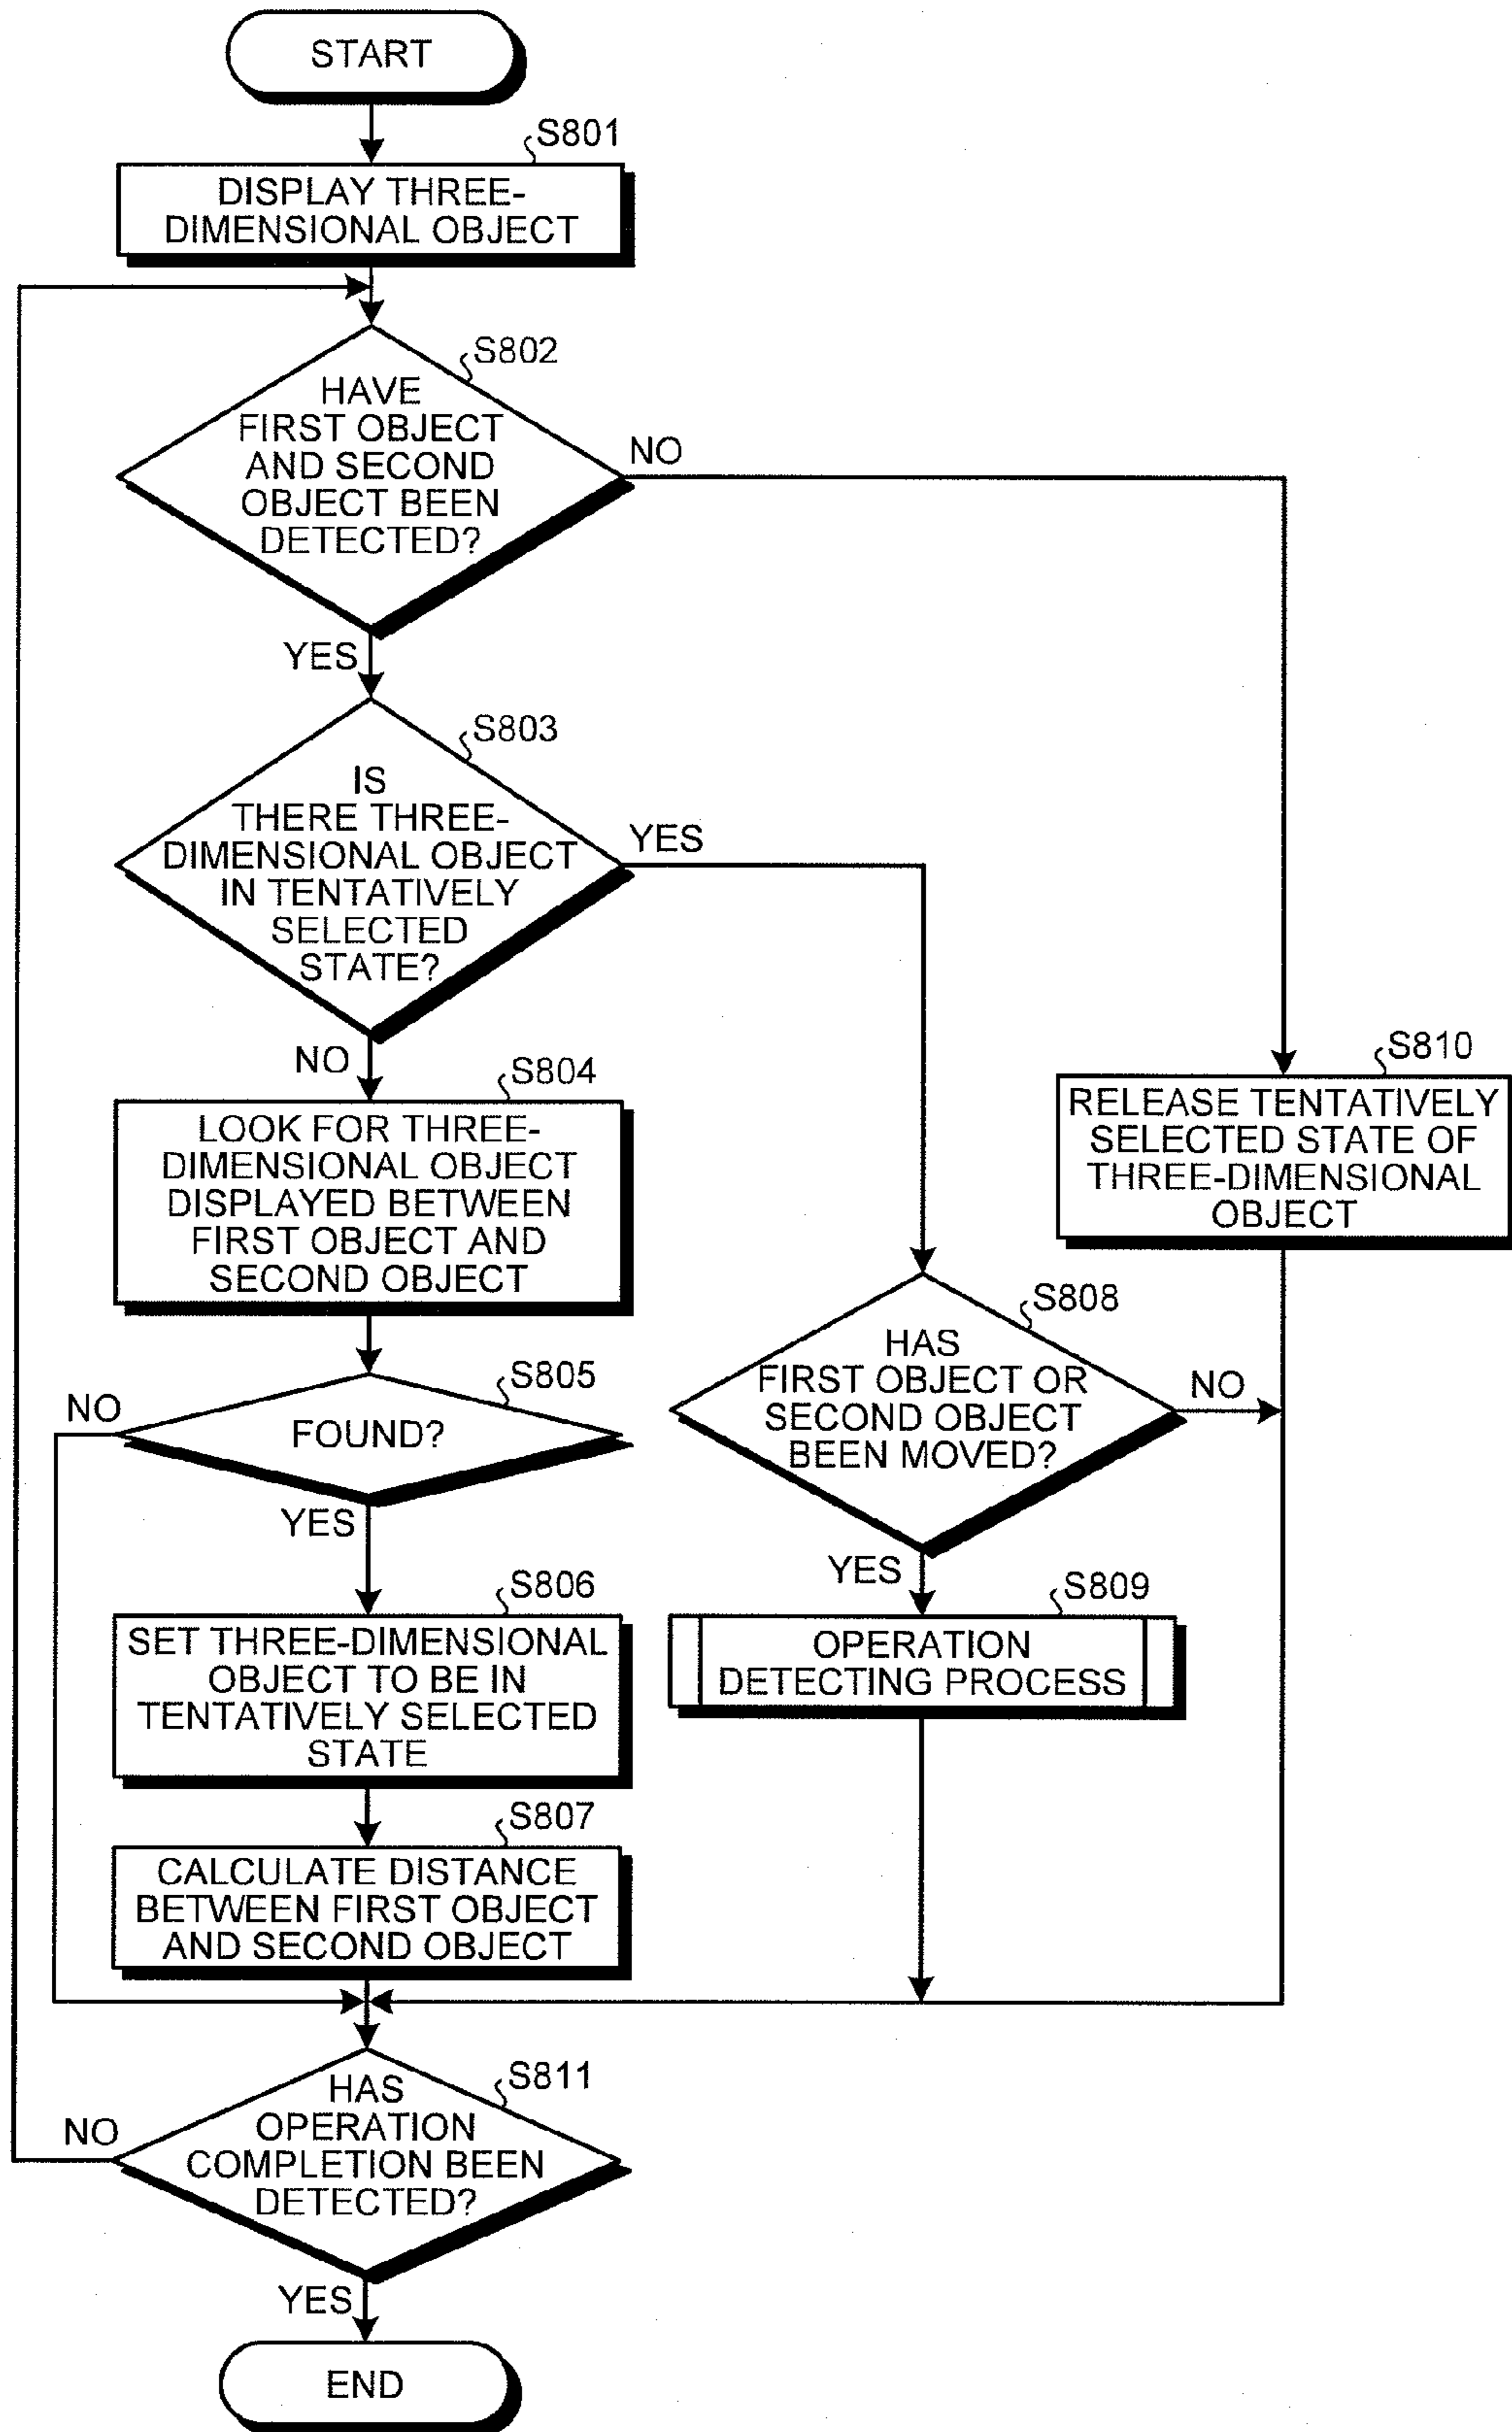 START
S801
DISPLAY THREE-
DIMENSIONAL OBJECT
S802
HAVE
FIRST OBJECT
AND SECOND
OBJECT BEEN
DETECTED?
NO
YES
S803
IS
THERE THREE-
DIMENSIONAL OBJECT
IN TENTATIVELY
SELECTED
STATE?
YES
NO
S804
LOOK FOR THREE-
DIMENSIONAL OBJECT
DISPLAYED BETWEEN
FIRST OBJECT AND
SECOND OBJECT
S810
RELEASE TENTATIVELY
SELECTED STATE OF
THREE-DIMENSIONAL
OBJECT
S805
NO
FOUND?
YES
S808
HAS
FIRST OBJECT OR
SECOND OBJECT
BEEN MOVED?
NO
YES
S806
SET THREE-DIMENSIONAL
OBJECT TO BE IN
TENTATIVELY SELECTED
STATE
S809
OPERATION
DETECTING PROCESS
S807
CALCULATE DISTANCE
BETWEEN FIRST OBJECT
AND SECOND OBJECT
S811
HAS
OPERATION
COMPLETION BEEN
DETECTED?
NO
YES
END